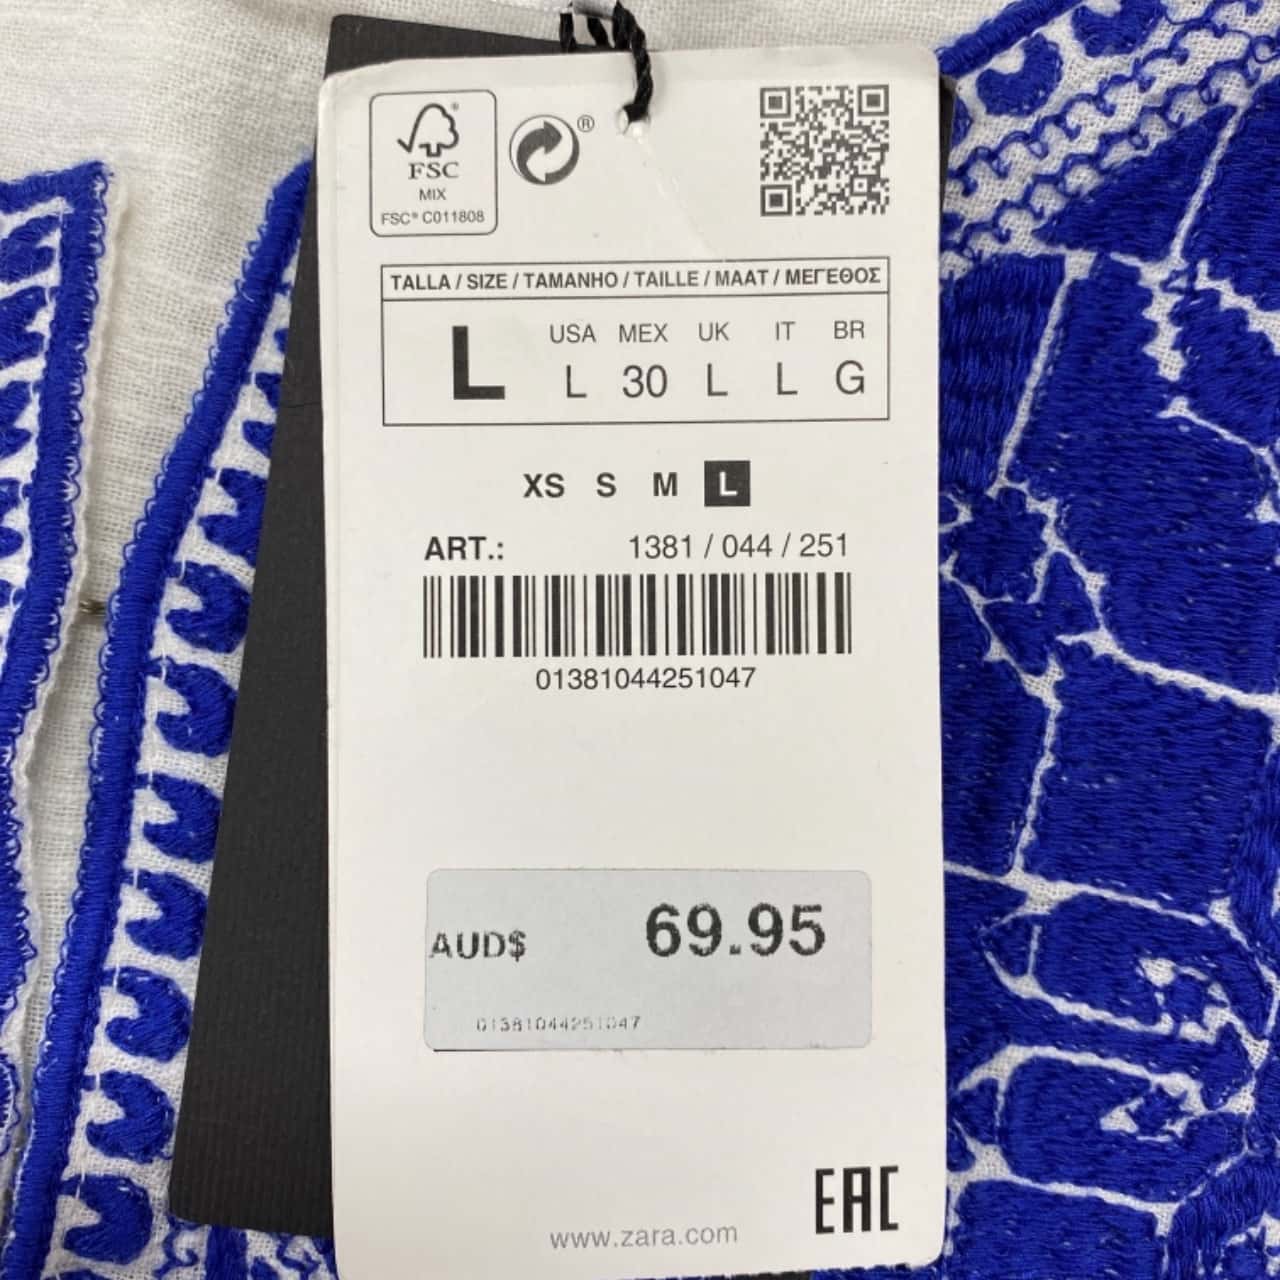 FSC®
MIX
FSC® C011808
®
TALLA / SIZE / TAMANHO / TAILLE / MAAT / ΜΕΓΕΘΟΣ
L
USA MEX UK IT BR
L 30 L L G
XS S M L
ART.: 1381 / 044 / 251
01381044251047
AUD$ 69.95
01381044251047
EAC
www.zara.com